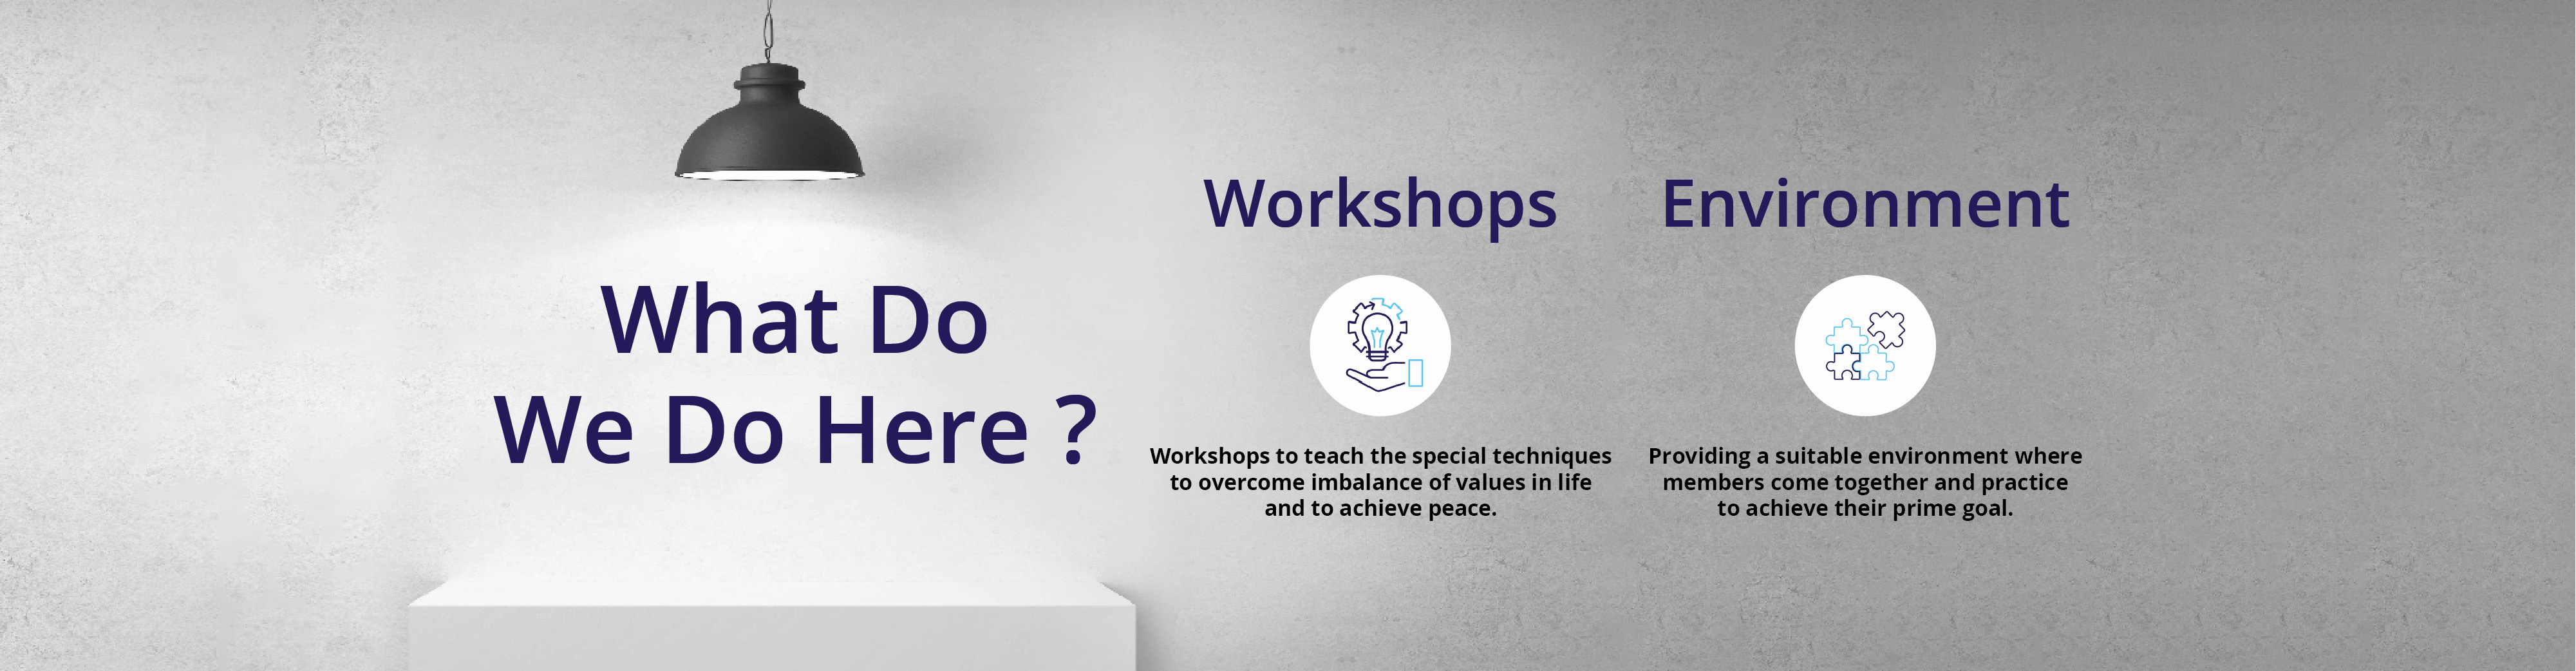 What Do
We Do Here ?
Workshops
Workshops to teach the special techniques
to overcome imbalance of values in life
and to achieve peace.
Environment
Providing a suitable environment where
members come together and practice
to achieve their prime goal.